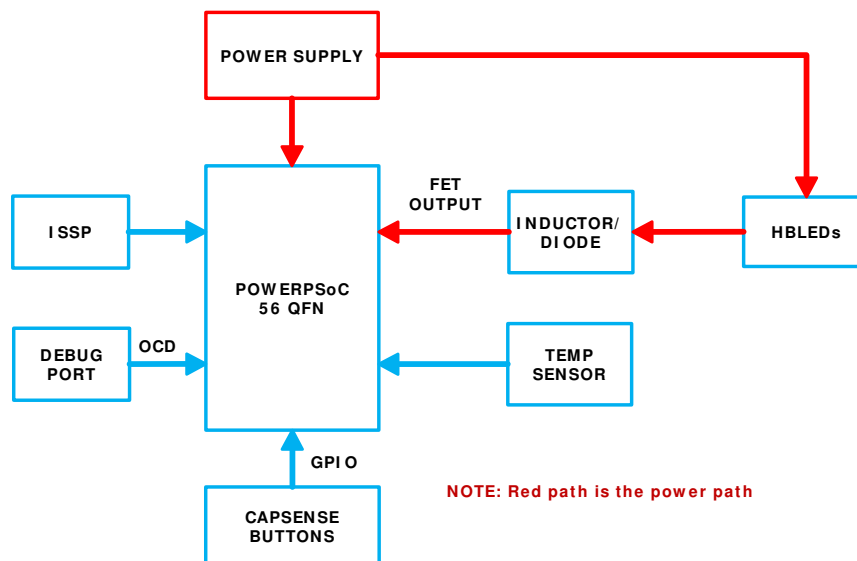 POWER SUPPLY
FET
OUTPUT
ISSP
INDUCTOR/
DIODE
HBLEDs
POWERPSoC
56 QFN
DEBUG
PORT
OCD
TEMP
SENSOR
GPIO
NOTE: Red path is the power path
CAPSENSE
BUTTONS